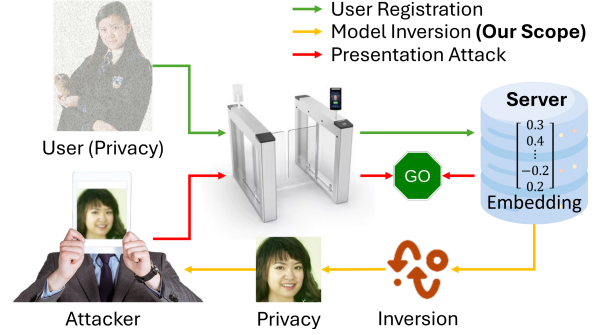 User Registration
Model Inversion (Our Scope)
Presentation Attack
Server
0.3
0.4
⋮
−0.2
0.2
Embedding
User (Privacy)
GO
Attacker
Privacy
Inversion